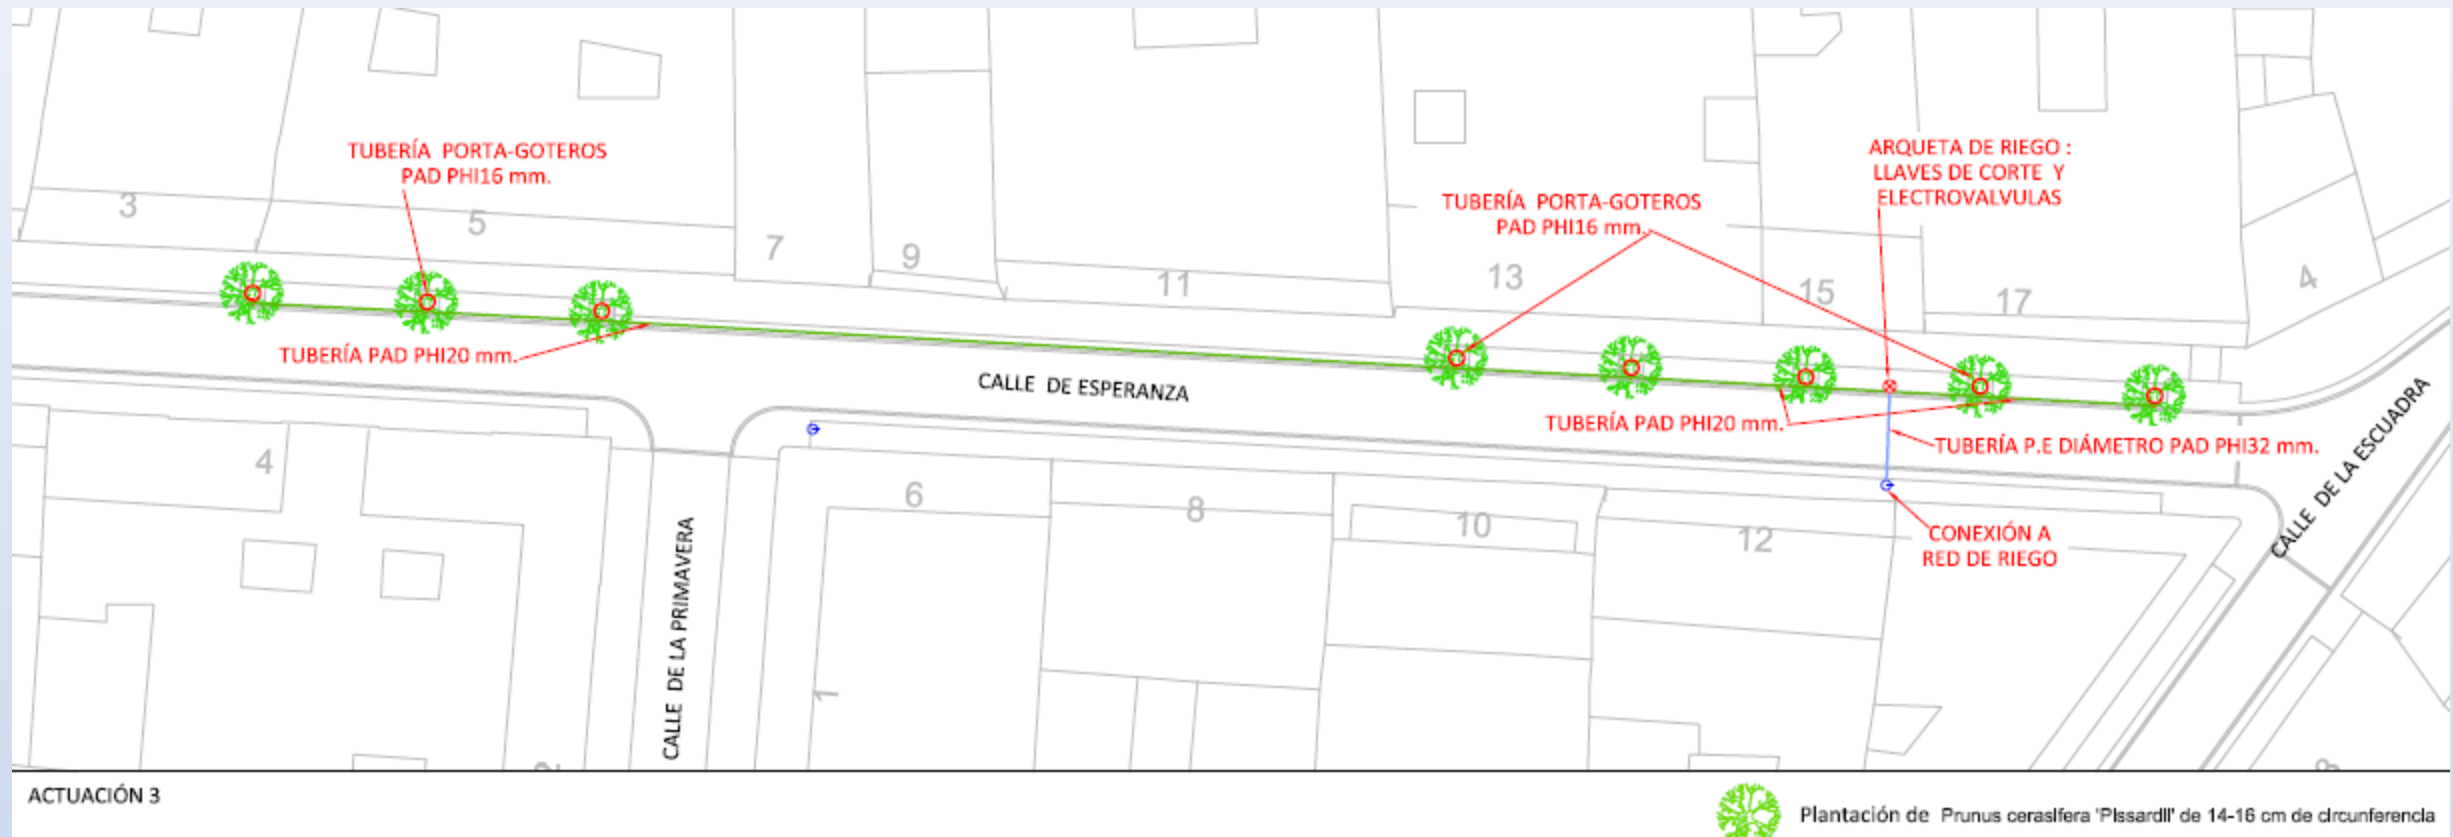 TUBERÍA PORTA-GOTEROS
PAD PHI16 mm.
ARQUETA DE RIEGO :
LLAVES DE CORTE Y
ELECTROVALVULAS
TUBERÍA PORTA-GOTEROS
PAD PHI16 mm.
3
5
7
9
11
13
15
17
4
TUBERÍA PAD PHI20 mm.
CALLE DE ESPERANZA
TUBERÍA PAD PHI20 mm.
TUBERÍA P.E DIÁMETRO PAD PHI32 mm.
CALLE DE LA ESCUADRA
4
6
8
10
12
CONEXIÓN A
RED DE RIEGO
CALLE DE LA PRIMAVERA
1
ACTUACIÓN 3
Plantación de Prunus cerasifera 'Pissardii' de 14-16 cm de circunferencia